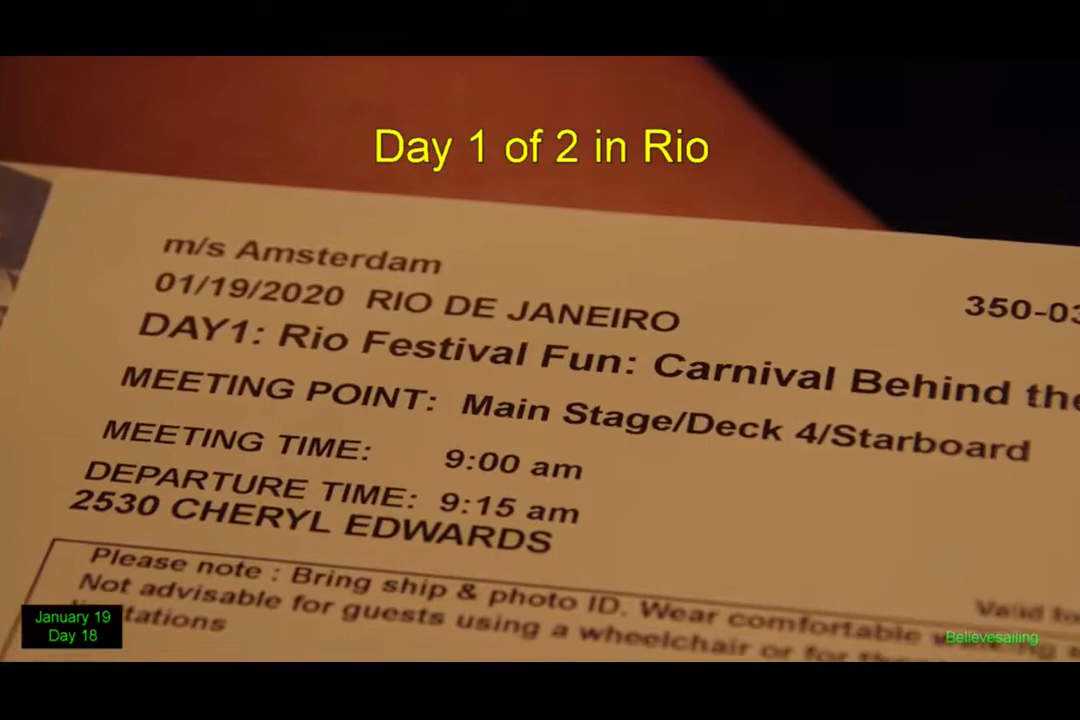 Day 1 of 2 in Rio
m/s Amsterdam
01/19/2020 RIO DE JANEIRO
350-03
DAY1: Rio Festival Fun: Carnival Behind the
MEETING POINT: Main Stage/Deck 4/Starboard
MEETING TIME: 9:00 am
DEPARTURE TIME: 9:15 am
2530 CHERYL EDWARDS
Please note : Bring ship & photo ID. Wear comfortable
Valid
Not advisable for guests using a wheelchair or for
January 19
Day 18
Bellevesailing